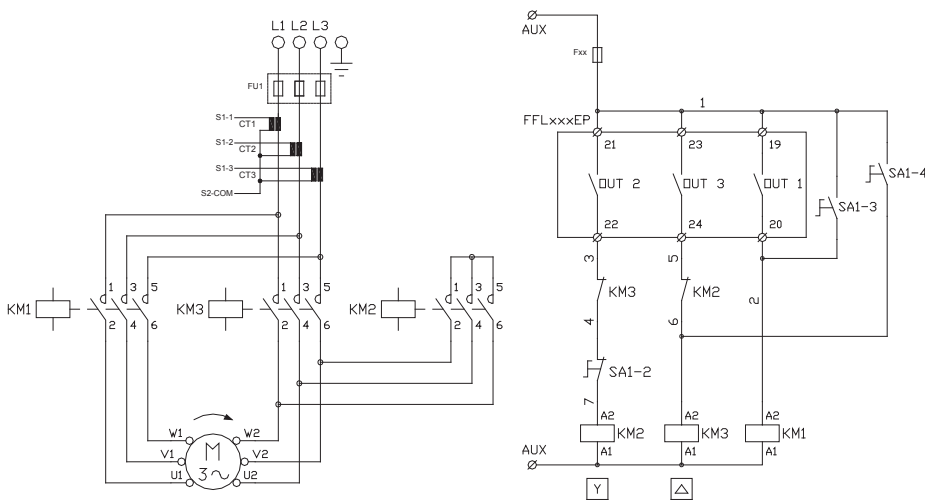 L1 L2 L3
FU1
S1-1
CT1
S1-2
CT2
S1-3
CT3
S2-COM
1 3 5
KM1
2 4 6
1 3 5
KM3
2 4 6
1 3 5
KM2
2 4 6
W1 W2
V1 V2
U1 U2
M
3~
AUX
Fxx
1
FFLxxxEP
21 23 19
OUT 2 OUT 3 OUT 1
SA1-3
SA1-4
22 24 20
3 5
KM3 KM2
2
4 6
SA1-2
7
A2 A2 A2
KM2 KM3 KM1
A1 A1 A1
AUX
Y